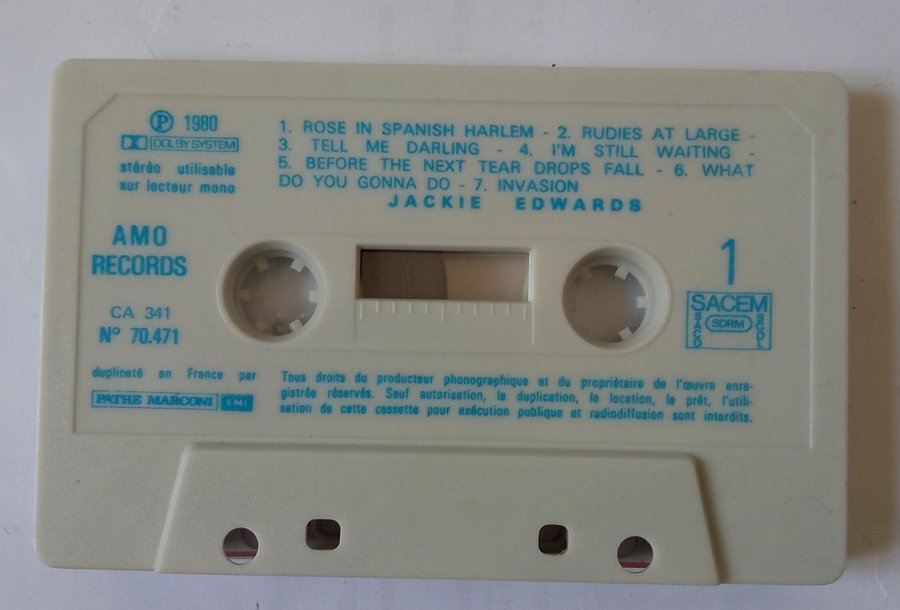 Ⓟ 1980
DOLBY SYSTEM
stéréo utilisable
sur lecteur mono
1. ROSE IN SPANISH HARLEM - 2. RUDIES AT LARGE -
3. TELL ME DARLING - 4. I'M STILL WAITING -
5. BEFORE THE NEXT TEAR DROPS FALL - 6. WHAT
DO YOU GONNA DO - 7. INVASION
JACKIE EDWARDS
AMO
RECORDS
CA 341
N° 70.471
1
SACEM
SACD
SDRM
SGDL
dupliceté en France par
PATHE MARCONI EMI
Tous droits du producteur phonographique et du propriétaire de l'œuvre enre-
gistrée réservés. Sauf autorisation, la duplication, la location, le prêt, l'utili-
sation de cette cassette pour exécution publique et radiodiffusion sont interdits.